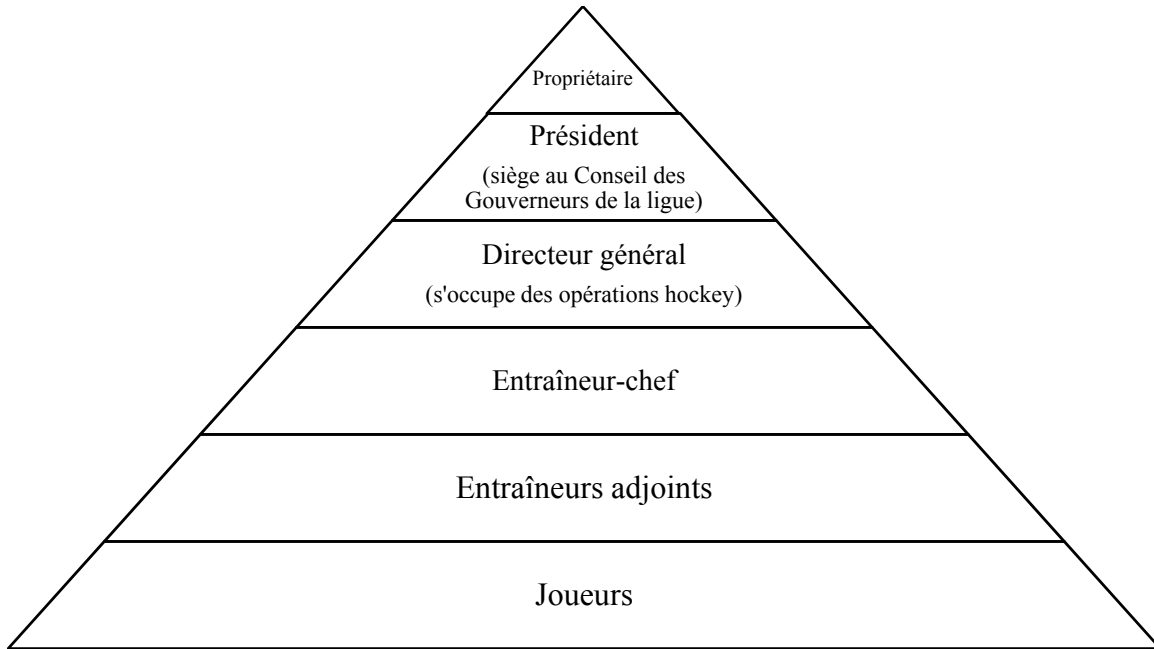 Propriétaire
Président
(siège au Conseil des
Gouverneurs de la ligue)
Directeur général
(s'occupe des opérations hockey)
Entraîneur-chef
Entraîneurs adjoints
Joueurs